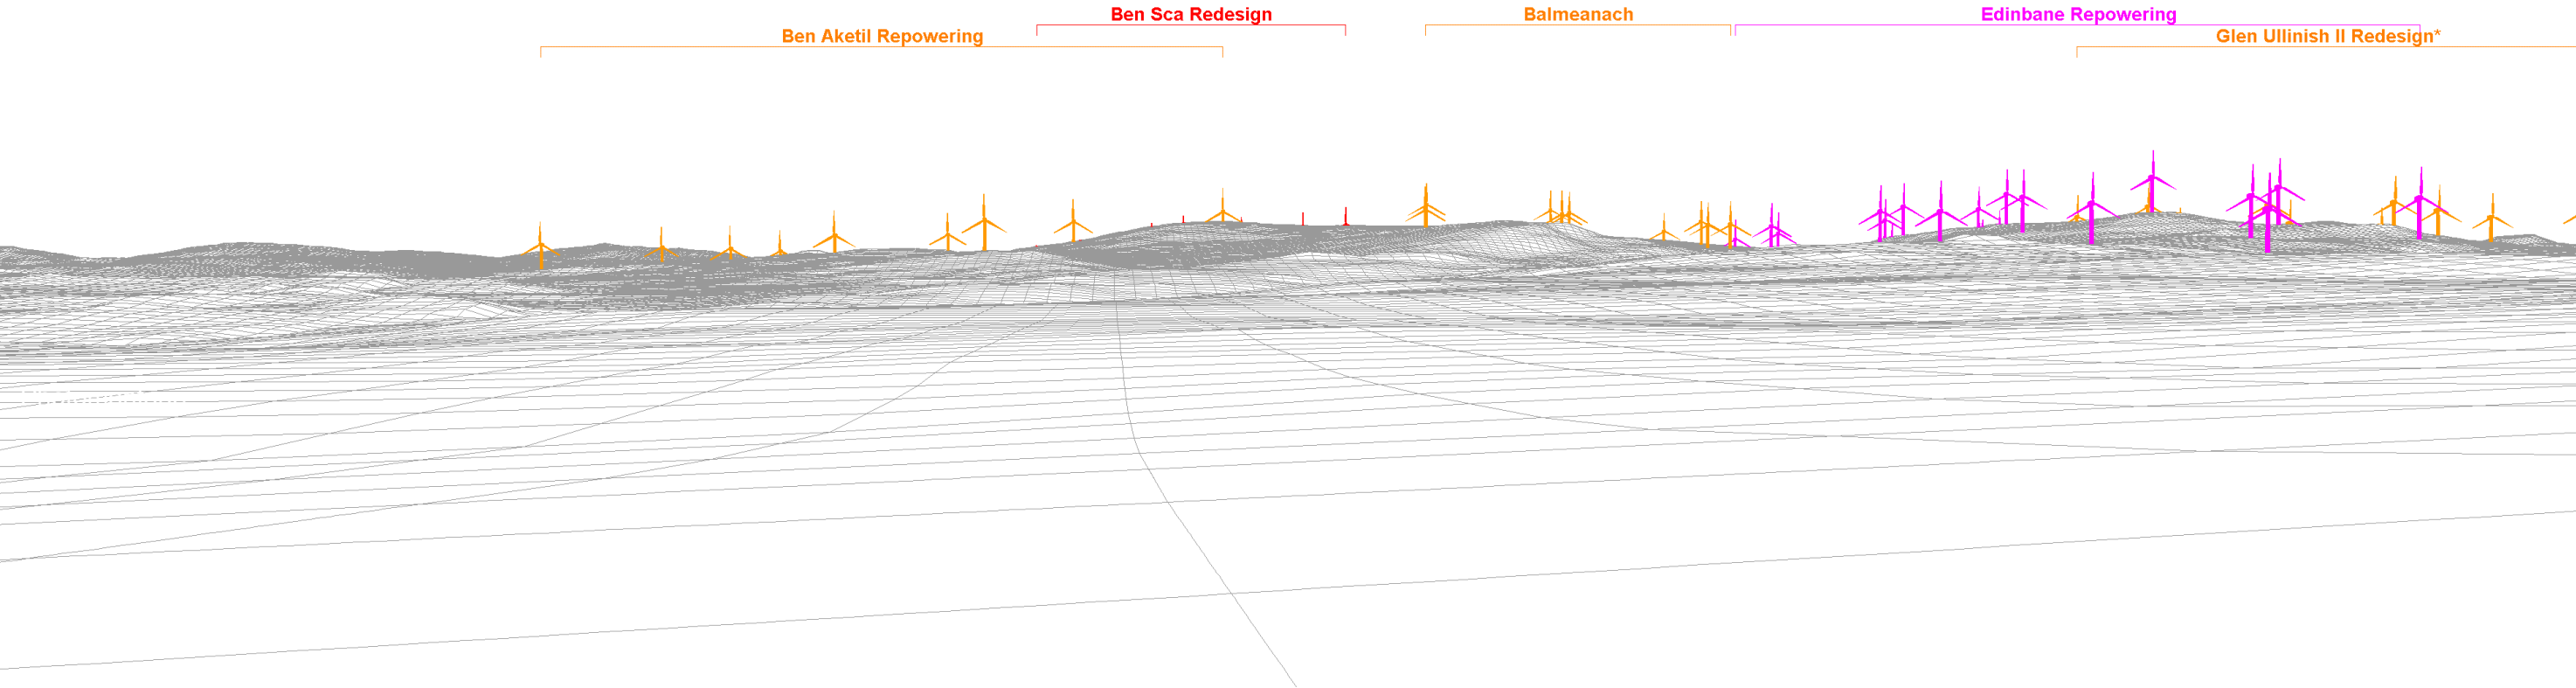 Ben Sca Redesign
Balmeanach
Edinbane Repowering
Ben Aketil Repowering
Glen Ullinish II Redesign*